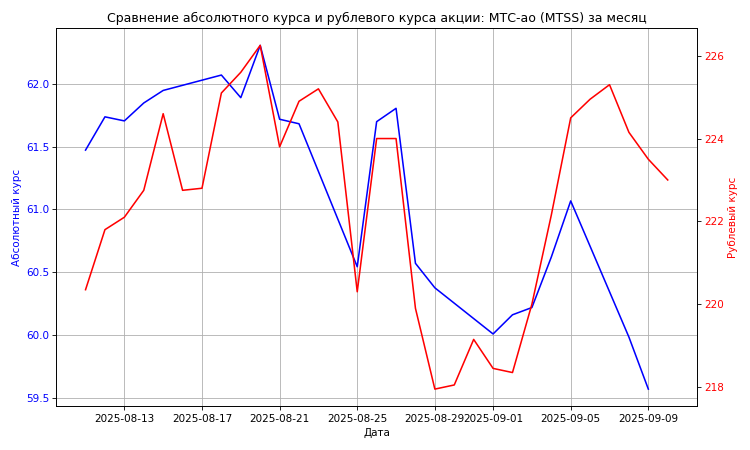 Сравнение абсолютного курса и рублевого курса акции: МТС-ао (MTSS) за месяц
Абсолютный курс
62.0
61.5
61.0
60.5
60.0
59.5
226
224
222
220
218
Рублевый курс
2025-08-13 2025-08-17 2025-08-21 2025-08-25 2025-08-29 2025-09-01 2025-09-05 2025-09-09
Дата